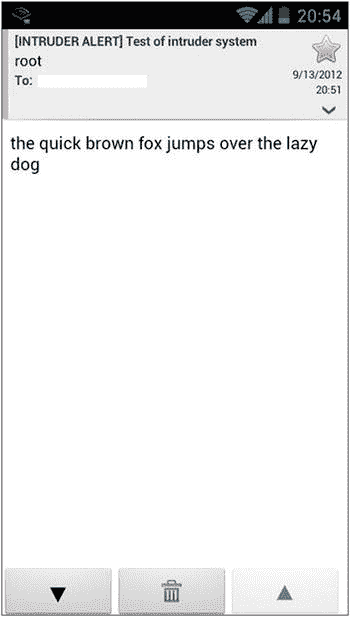 20:54
[INTRUDER ALERT] Test of intruder system
root
9/13/2012
To:
20:51
the quick brown fox jumps over the lazy
dog